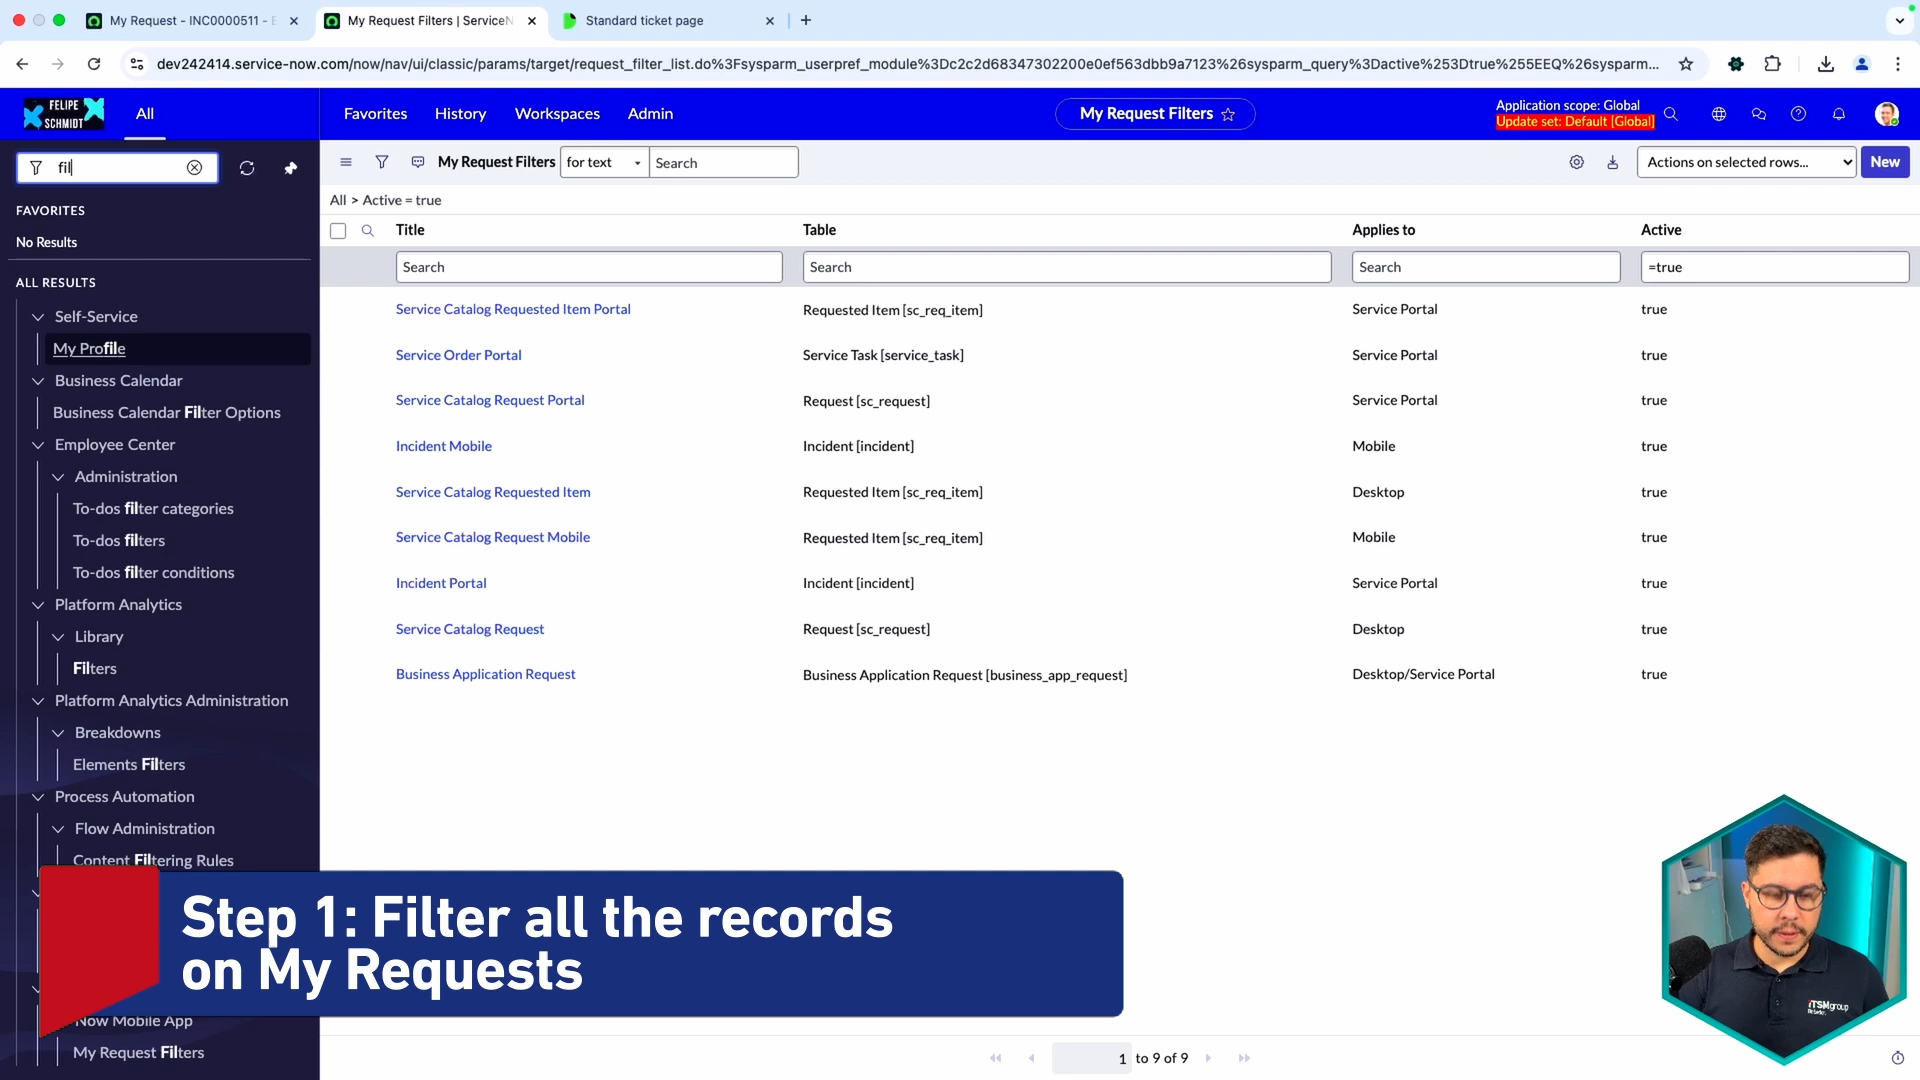 My Request - INC0000511 - E
My Request Filters | ServiceN
Standard ticket page
dev242414.service-now.com/now/nav/ui/classic/params/target/request_filter_list.do%3Fsysparm_userpref_module%3Dc2c2d68347302200e0ef563dbb9a7123%26sysparm_query%3Dactive%253Dtrue%255EEQ%26sysparm...
FELIPE
SCHMIDT
All
Favorites
History
Workspaces
Admin
My Request Filters
Application scope: Global
Update set: Default [Global]
fil
My Request Filters
for text
Search
Actions on selected rows...
New
FAVORITES
No Results
ALL RESULTS
Self-Service
My Profile
Business Calendar
Business Calendar Filter Options
Employee Center
Administration
To-dos filter categories
To-dos filters
To-dos filter conditions
Platform Analytics
Library
Filters
Platform Analytics Administration
Breakdowns
Elements Filters
Process Automation
Flow Administration
Content Filtering Rules
Now Mobile App
My Request Filters
All > Active = true
Title Table Applies to Active
Search Search Search =true
Service Catalog Requested Item Portal Requested Item [sc_req_item] Service Portal true
Service Order Portal Service Task [service_task] Service Portal true
Service Catalog Request Portal Request [sc_request] Service Portal true
Incident Mobile Incident [incident] Mobile true
Service Catalog Requested Item Requested Item [sc_req_item] Desktop true
Service Catalog Request Mobile Requested Item [sc_req_item] Mobile true
Incident Portal Incident [incident] Service Portal true
Service Catalog Request Request [sc_request] Desktop true
Business Application Request Business Application Request [business_app_request] Desktop/Service Portal true
Step 1: Filter all the records
on My Requests
iTSMgroup
1 to 9 of 9